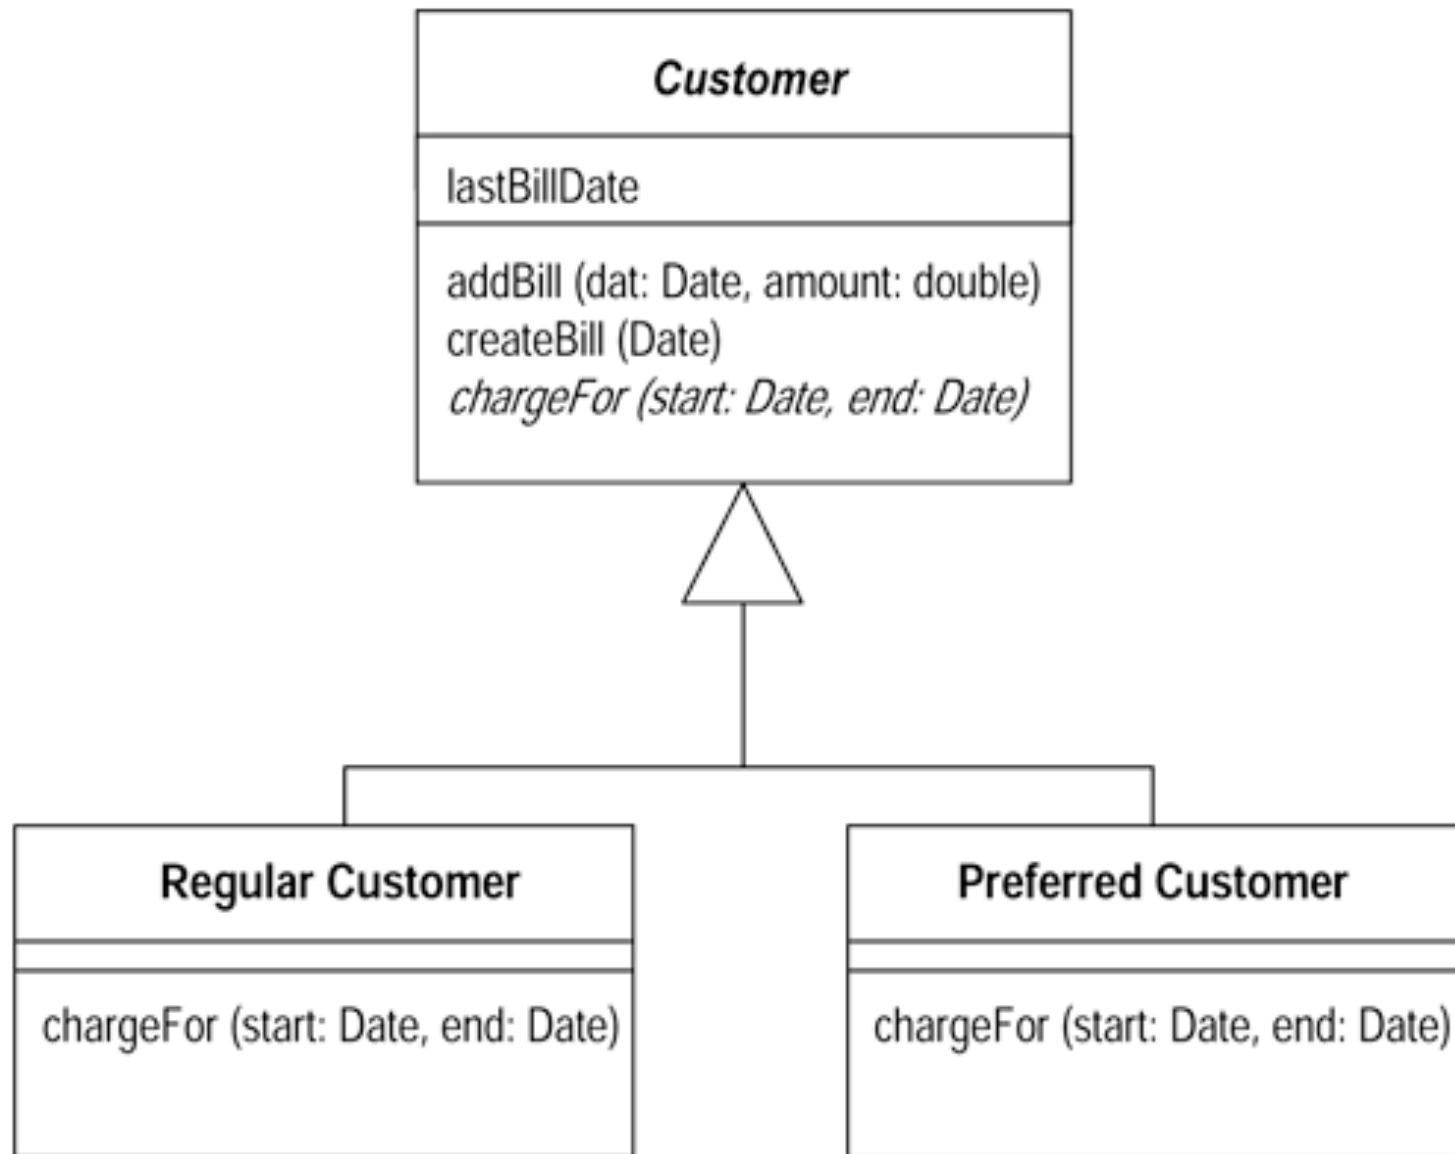 Customer
lastBillDate
addBill (dat: Date, amount: double)
createBill (Date)
chargeFor (start: Date, end: Date)
Regular Customer
chargeFor (start: Date, end: Date)
Preferred Customer
chargeFor (start: Date, end: Date)